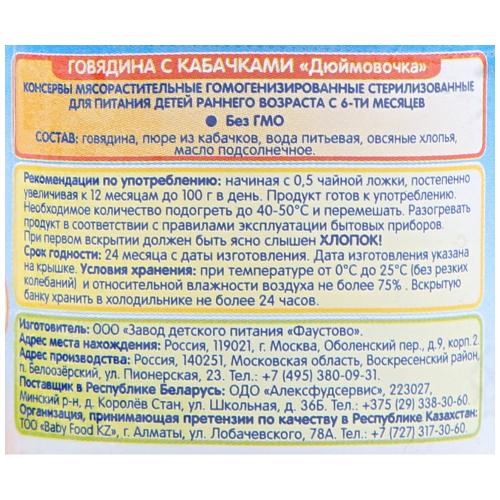 ГОВЯДИНА С КАБАЧКАМИ «Дюймовочка»
КОНСЕРВЫ МЯСОРАСТИТЕЛЬНЫЕ ГОМОГЕНИЗИРОВАННЫЕ СТЕРИЛИЗОВАННЫЕ
ДЛЯ ПИТАНИЯ ДЕТЕЙ РАННЕГО ВОЗРАСТА С 6-ТИ МЕСЯЦЕВ
● Без ГМО
СОСТАВ: говядина, пюре из кабачков, вода питьевая, овсяные хлопья,
масло подсолнечное.
Рекомендации по употреблению: начиная с 0,5 чайной ложки, постепенно
увеличивая к 12 месяцам до 100 г в день. Продукт готов к употреблению.
Необходимое количество подогреть до 40-50°С и перемешать. Разогревать
продукт в соответствии с правилами эксплуатации бытовых приборов.
При первом вскрытии должен быть ясно слышен ХЛОПОК!
Срок годности: 24 месяца с даты изготовления. Дата изготовления указана
на крышке. Условия хранения: при температуре от 0°С до 25°С (без резких
колебаний) и относительной влажности воздуха не более 75% . Вскрытую
банку хранить в холодильнике не более 24 часов.
Изготовитель: ООО «Завод детского питания «Фаустово».
Адрес места нахождения: Россия, 119021, г. Москва, Оболенский пер., д.9, корп.2.
Адрес производства: Россия, 140251, Московская область, Воскресенский район,
п. Белоозёрский, ул. Пионерская, 23. Тел.: +7 (495) 380-09-31.
Поставщик в Республике Беларусь: ОДО «Алексфудсервис», 223027,
Минский р-н, д. Королёв Стан, ул. Школьная, д. 36Б. Тел.: +375 (29) 338-30-60.
Организация, принимающая претензии по качеству в Республике Казахстан:
ТОО «Baby Food KZ», г. Алматы, ул. Лобачевского, 78А. Тел.: +7 (727) 317-30-60.